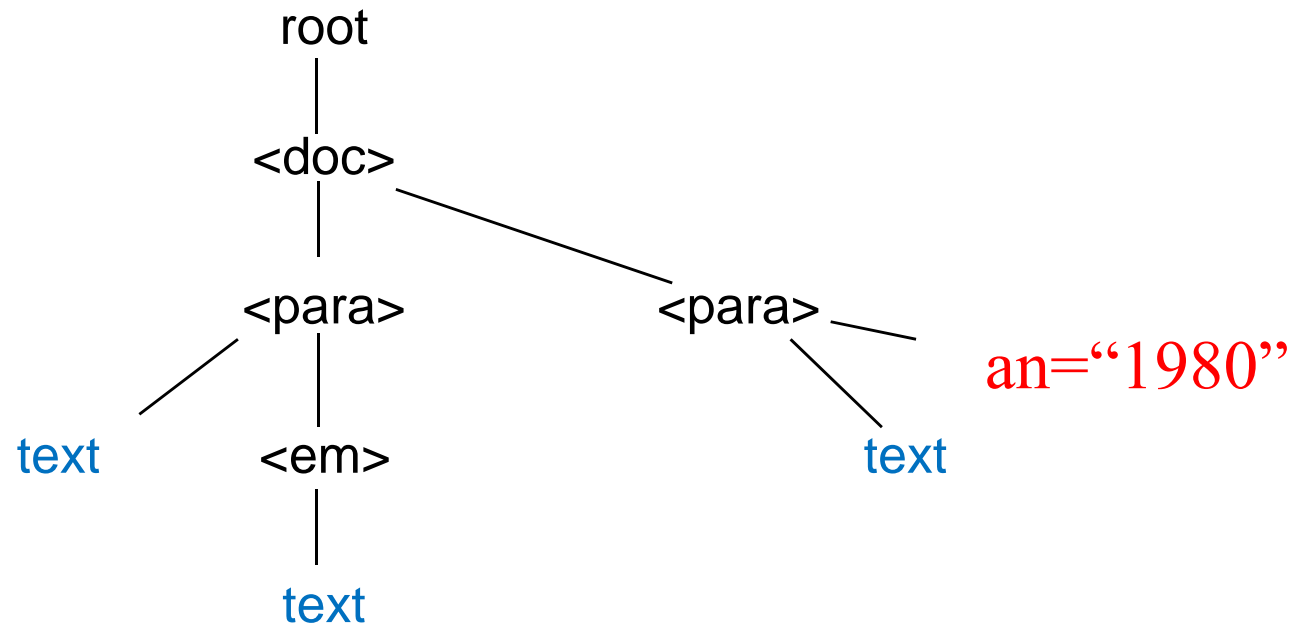 root
<doc>
<para> <para>
an=“1980”
text <em> text
text